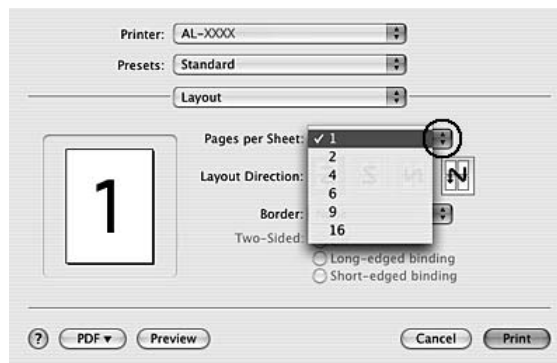 Printer: AL-XXXX
Presets: Standard
Layout
Pages per Sheet: ✓ 1
2
4
Layout Direction:
6
9
Border:
16
Two-Sided:
Long-edged binding
Short-edged binding
1
? PDF ▾ Preview Cancel Print